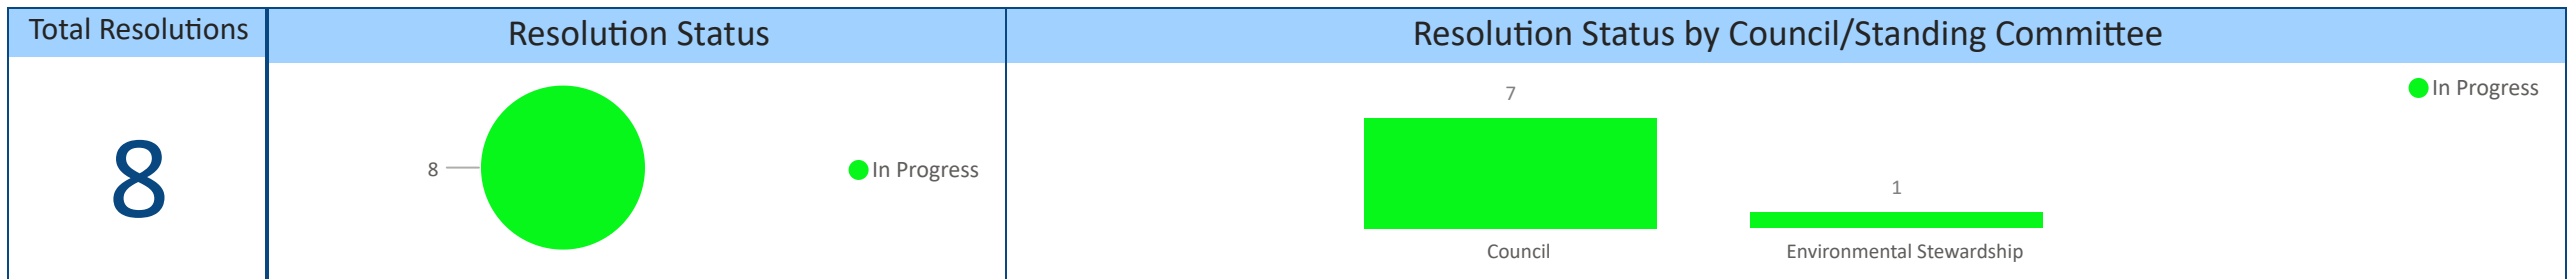 Total Resolutions
8
Resolution Status
8
In Progress
Resolution Status by Council/Standing Committee
In Progress
7
1
Council
Environmental Stewardship